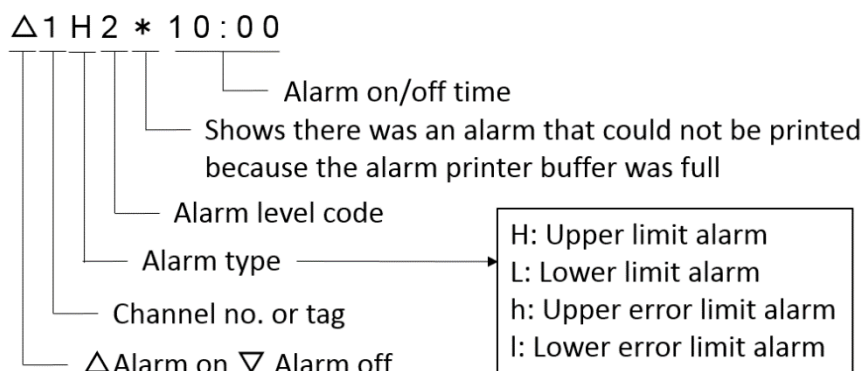 △1H2*10:00
Alarm on/off time
Shows there was an alarm that could not be printed
because the alarm printer buffer was full
Alarm level code
Alarm type
H: Upper limit alarm
L: Lower limit alarm
h: Upper error limit alarm
l: Lower error limit alarm
Channel no. or tag
△Alarm on ▽ Alarm off